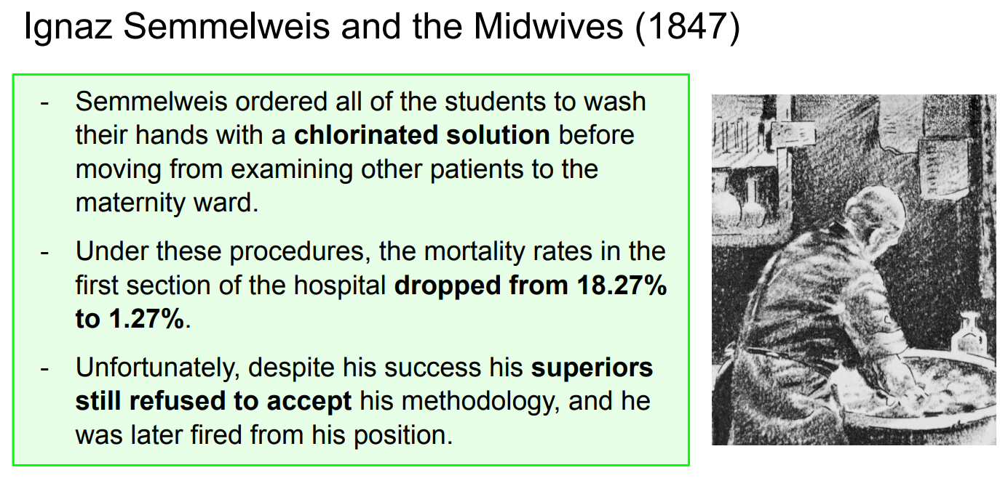 Ignaz Semmelweis and the Midwives (1847)
- Semmelweis ordered all of the students to wash
their hands with a chlorinated solution before
moving from examining other patients to the
maternity ward.
- Under these procedures, the mortality rates in the
first section of the hospital dropped from 18.27%
to 1.27%.
- Unfortunately, despite his success his superiors
still refused to accept his methodology, and he
was later fired from his position.